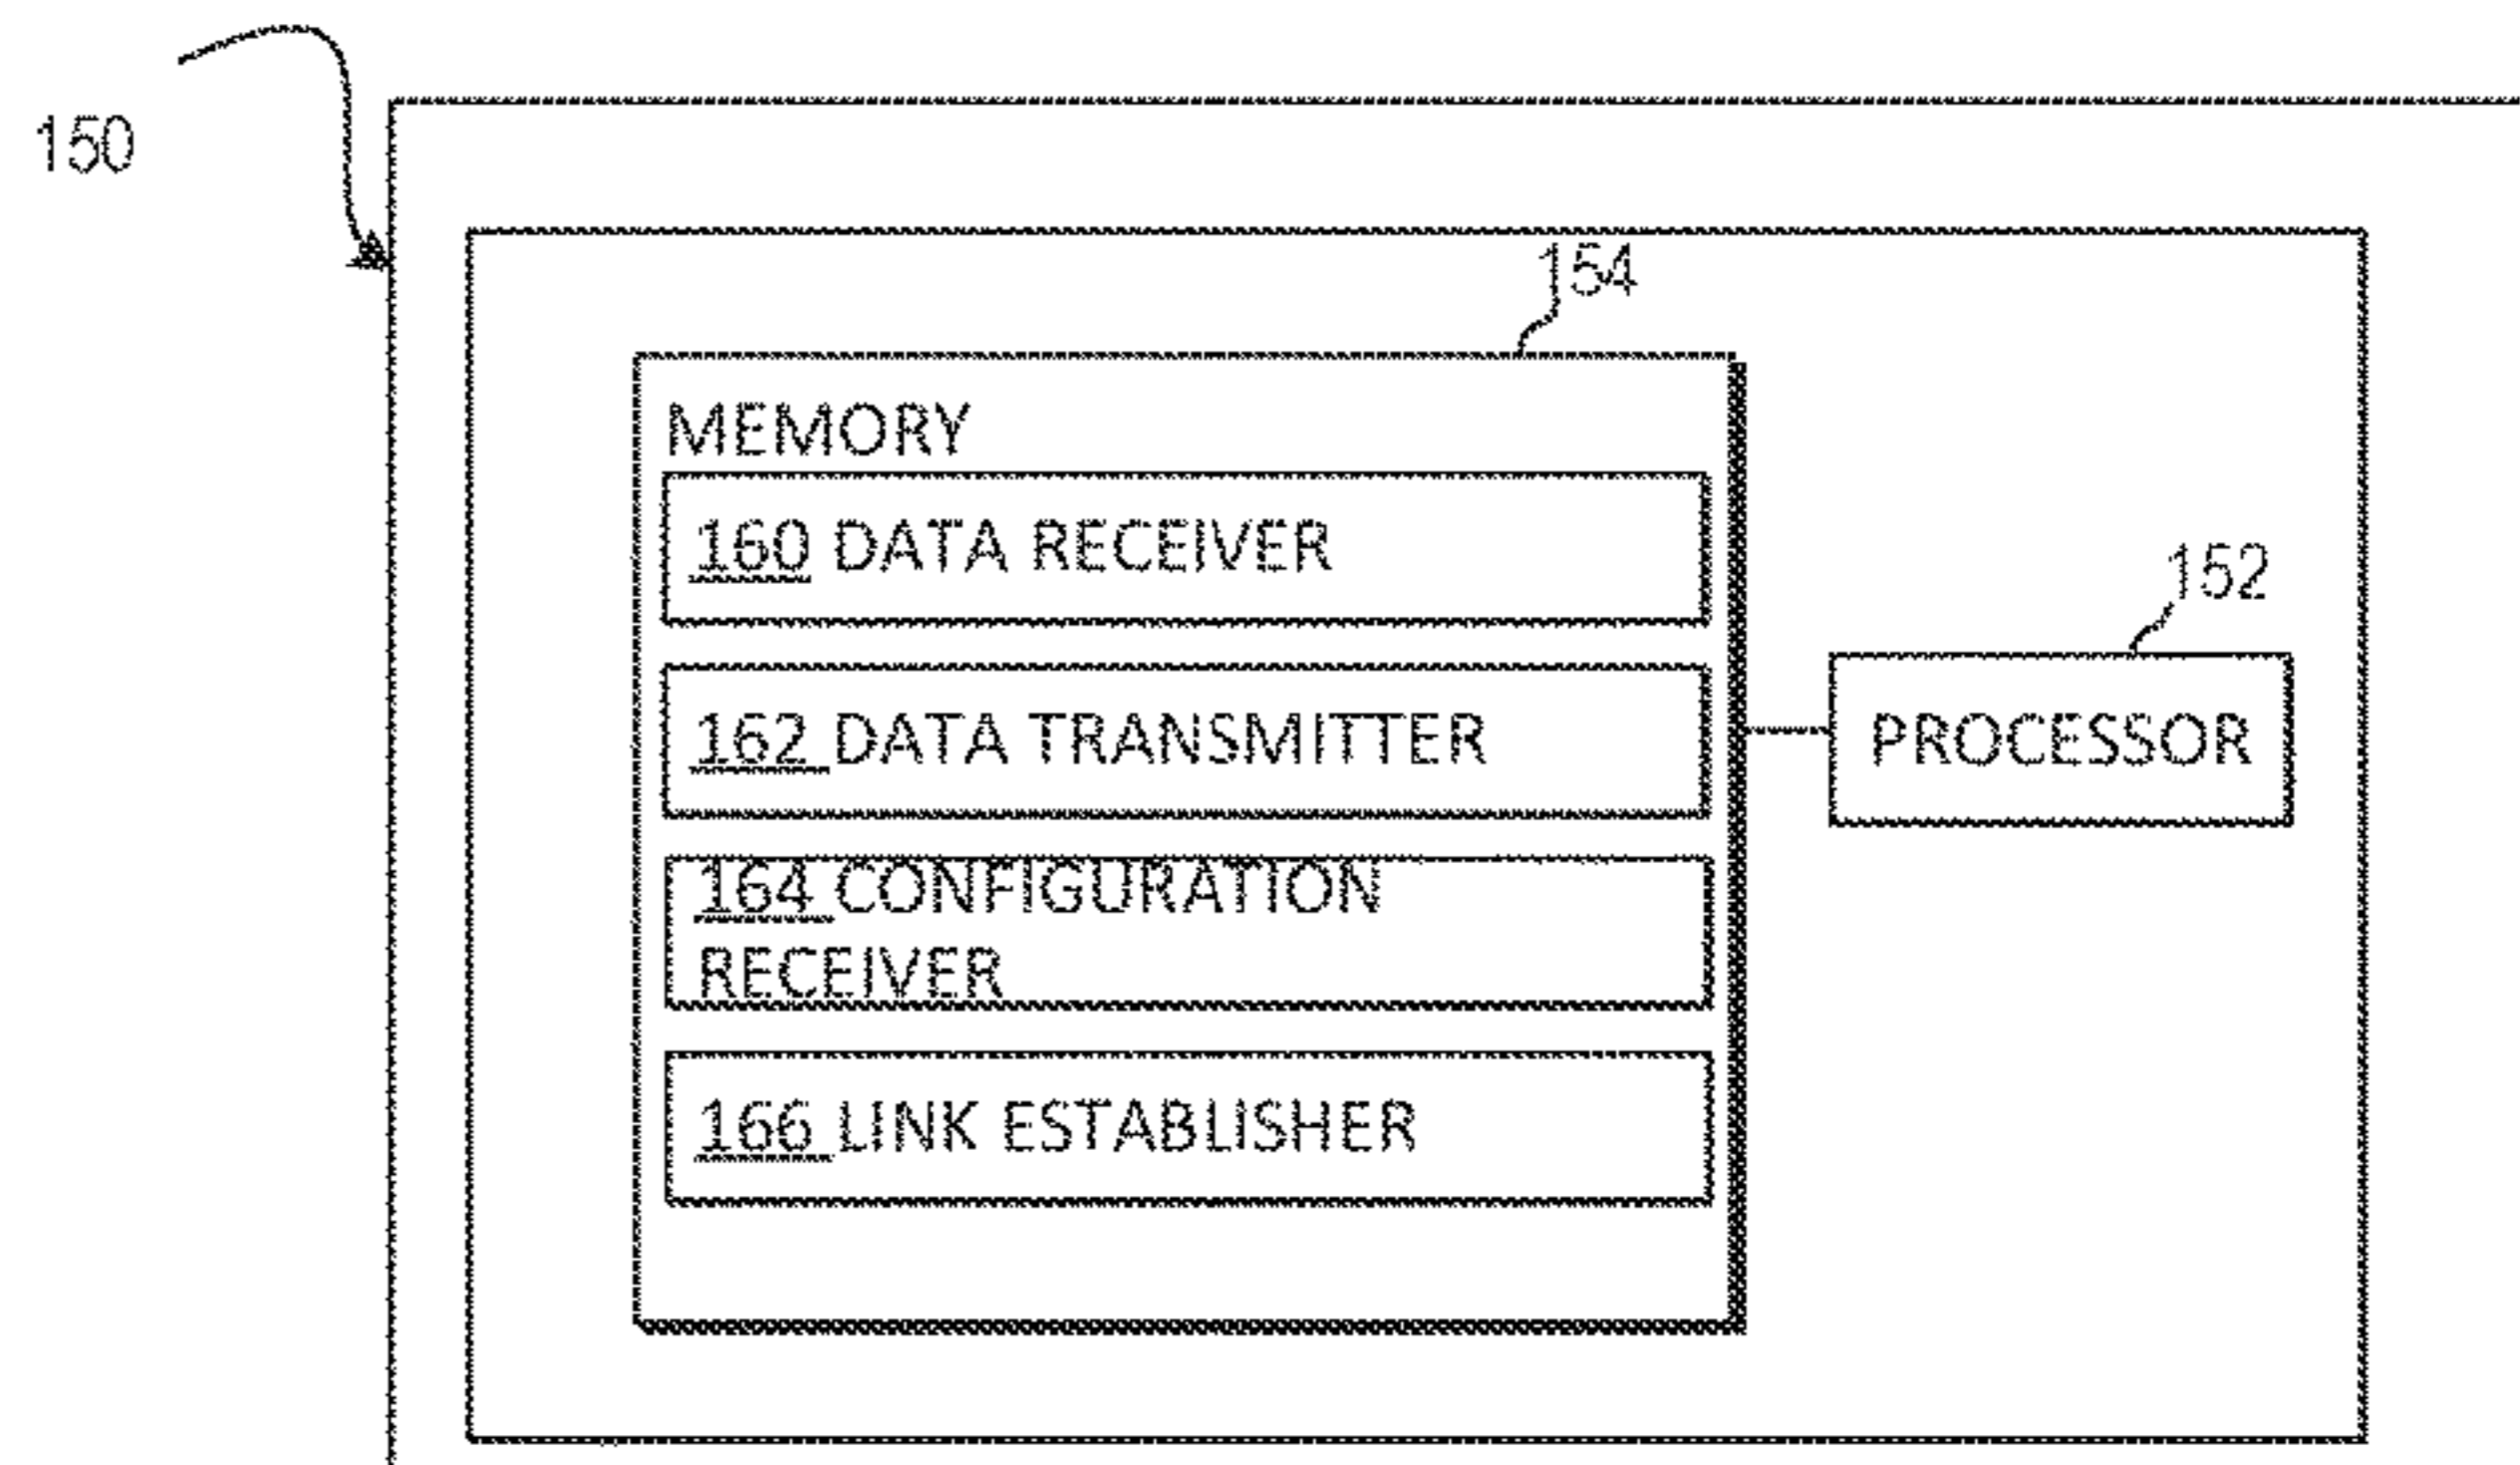 150
154
MEMORY
160 DATA RECEIVER
152
162 DATA TRANSMITTER
PROCESSOR
164 CONFIGURATION
RECEIVER
166 LINK ESTABLISHER